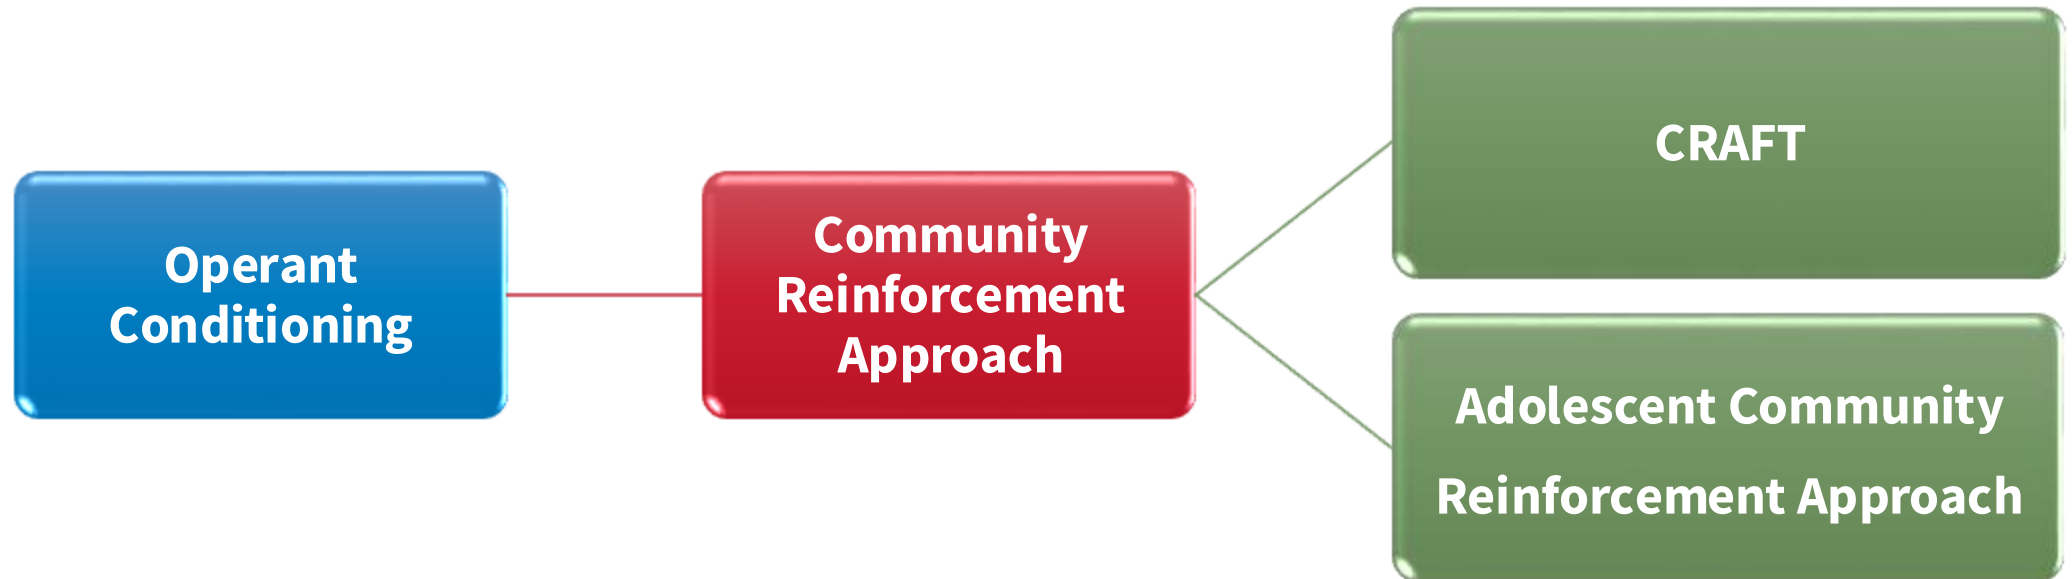 Operant
Conditioning
Community
Reinforcement
Approach
CRAFT
Adolescent Community
Reinforcement Approach